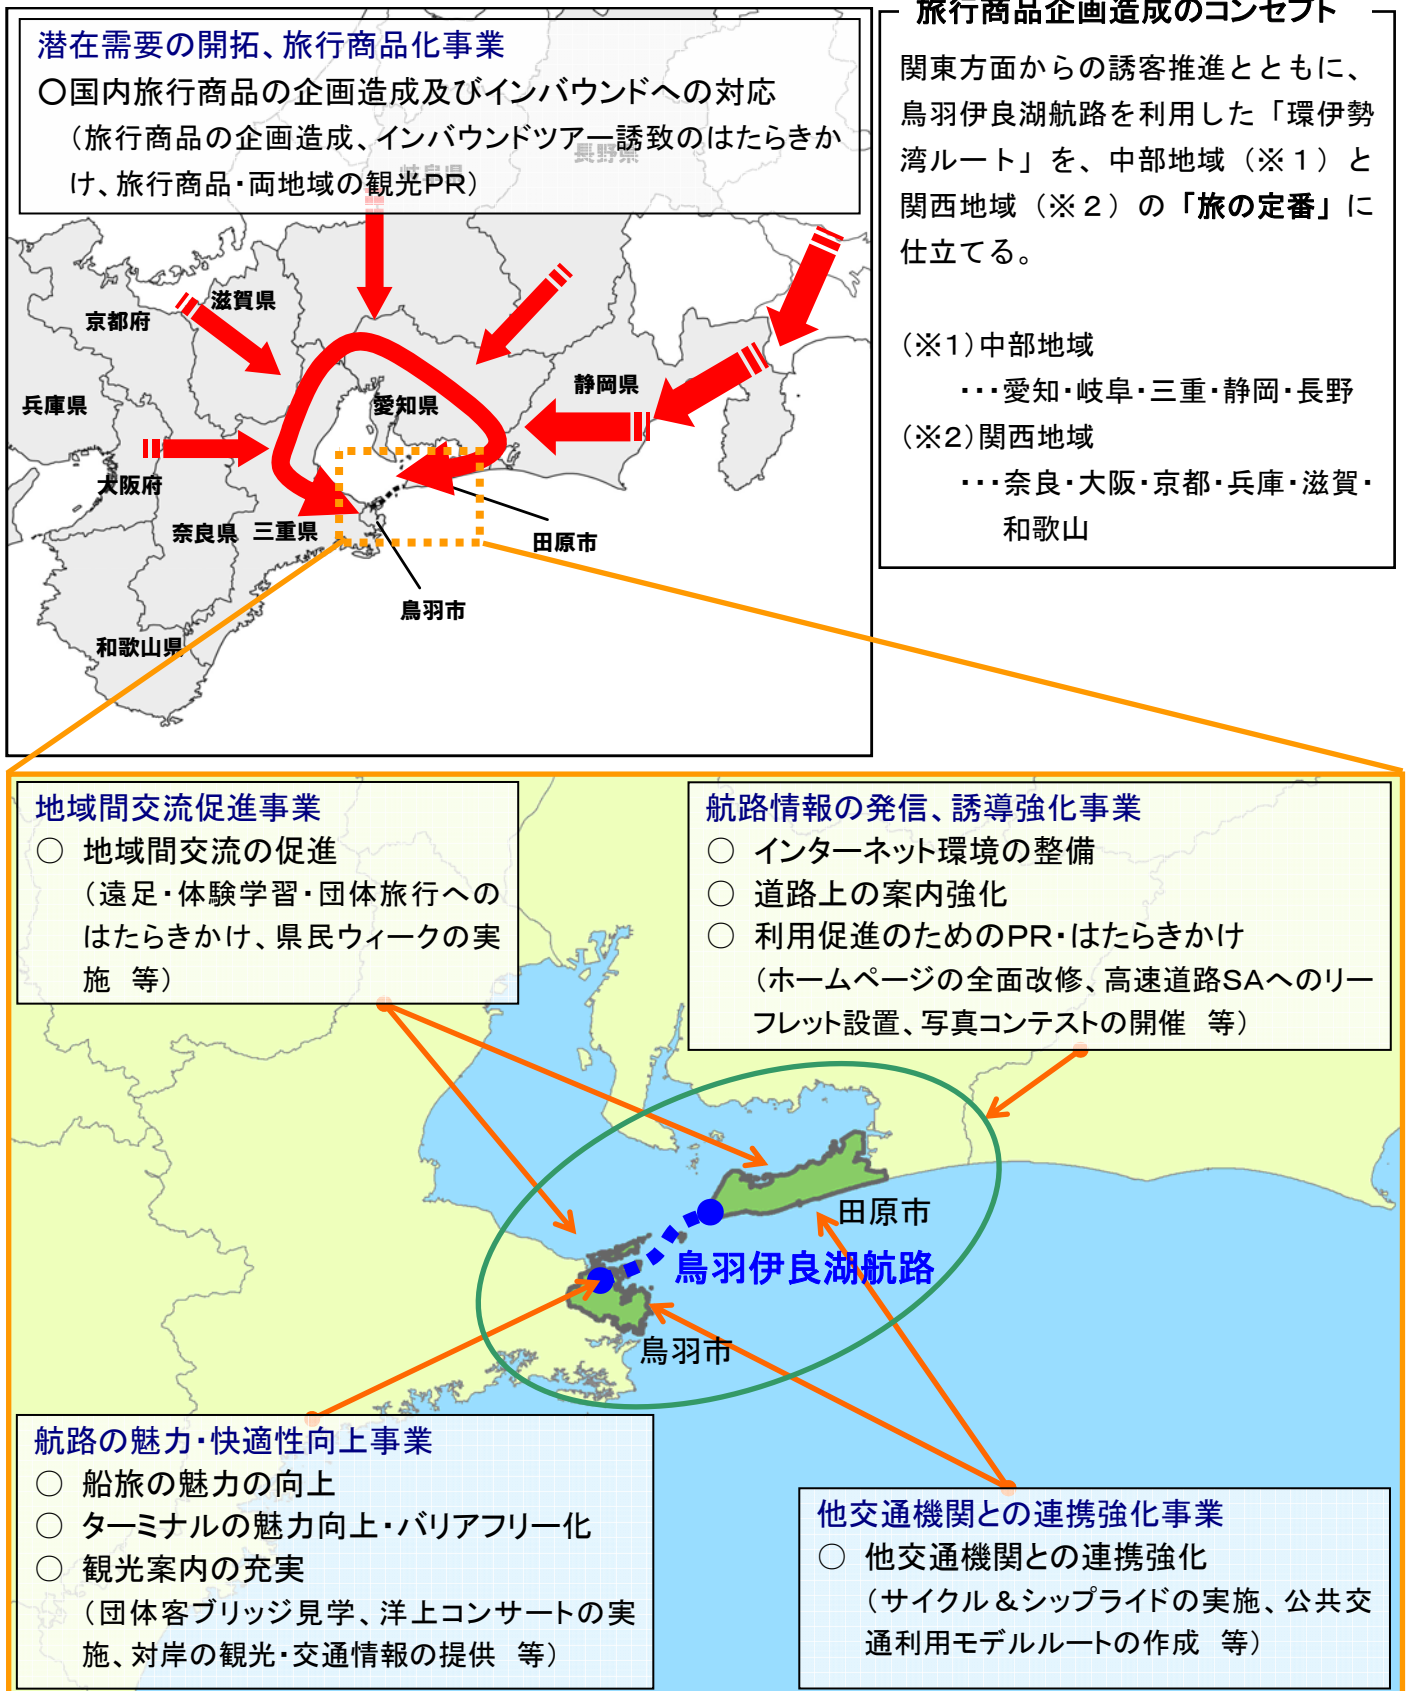 潜在需要の開拓、旅行商品化事業
○国内旅行商品の企画造成及びインバウンドへの対応
（旅行商品の企画造成、インバウンドツアー誘致のはたらきか
け、旅行商品・両地域の観光PR）
長野県
岐阜県
滋賀県
京都府
兵庫県
大阪府
奈良県
三重県
和歌山県
愛知県
静岡県
田原市
鳥羽市
旅行商品企画造成のコンセプト
関東方面からの誘客推進とともに、
鳥羽伊良湖航路を利用した「環伊勢
湾ルート」を、中部地域（※１）と
関西地域（※２）の「旅の定番」に
仕立てる。
（※1）中部地域
・・・愛知・岐阜・三重・静岡・長野
（※2）関西地域
・・・奈良・大阪・京都・兵庫・滋賀・
和歌山
地域間交流促進事業
○ 地域間交流の促進
（遠足・体験学習・団体旅行への
はたらきかけ、県民ウィークの実
施　等）
航路情報の発信、誘導強化事業
○ インターネット環境の整備
○ 道路上の案内強化
○ 利用促進のためのPR・はたらきかけ
（ホームページの全面改修、高速道路SAへのリー
フレット設置、写真コンテストの開催　等）
田原市
鳥羽伊良湖航路
鳥羽市
航路の魅力・快適性向上事業
○ 船旅の魅力の向上
○ ターミナルの魅力向上・バリアフリー化
○ 観光案内の充実
（団体客ブリッジ見学、洋上コンサートの実
施、対岸の観光・交通情報の提供　等）
他交通機関との連携強化事業
○ 他交通機関との連携強化
（サイクル＆シップライドの実施、公共交
通利用モデルルートの作成　等）